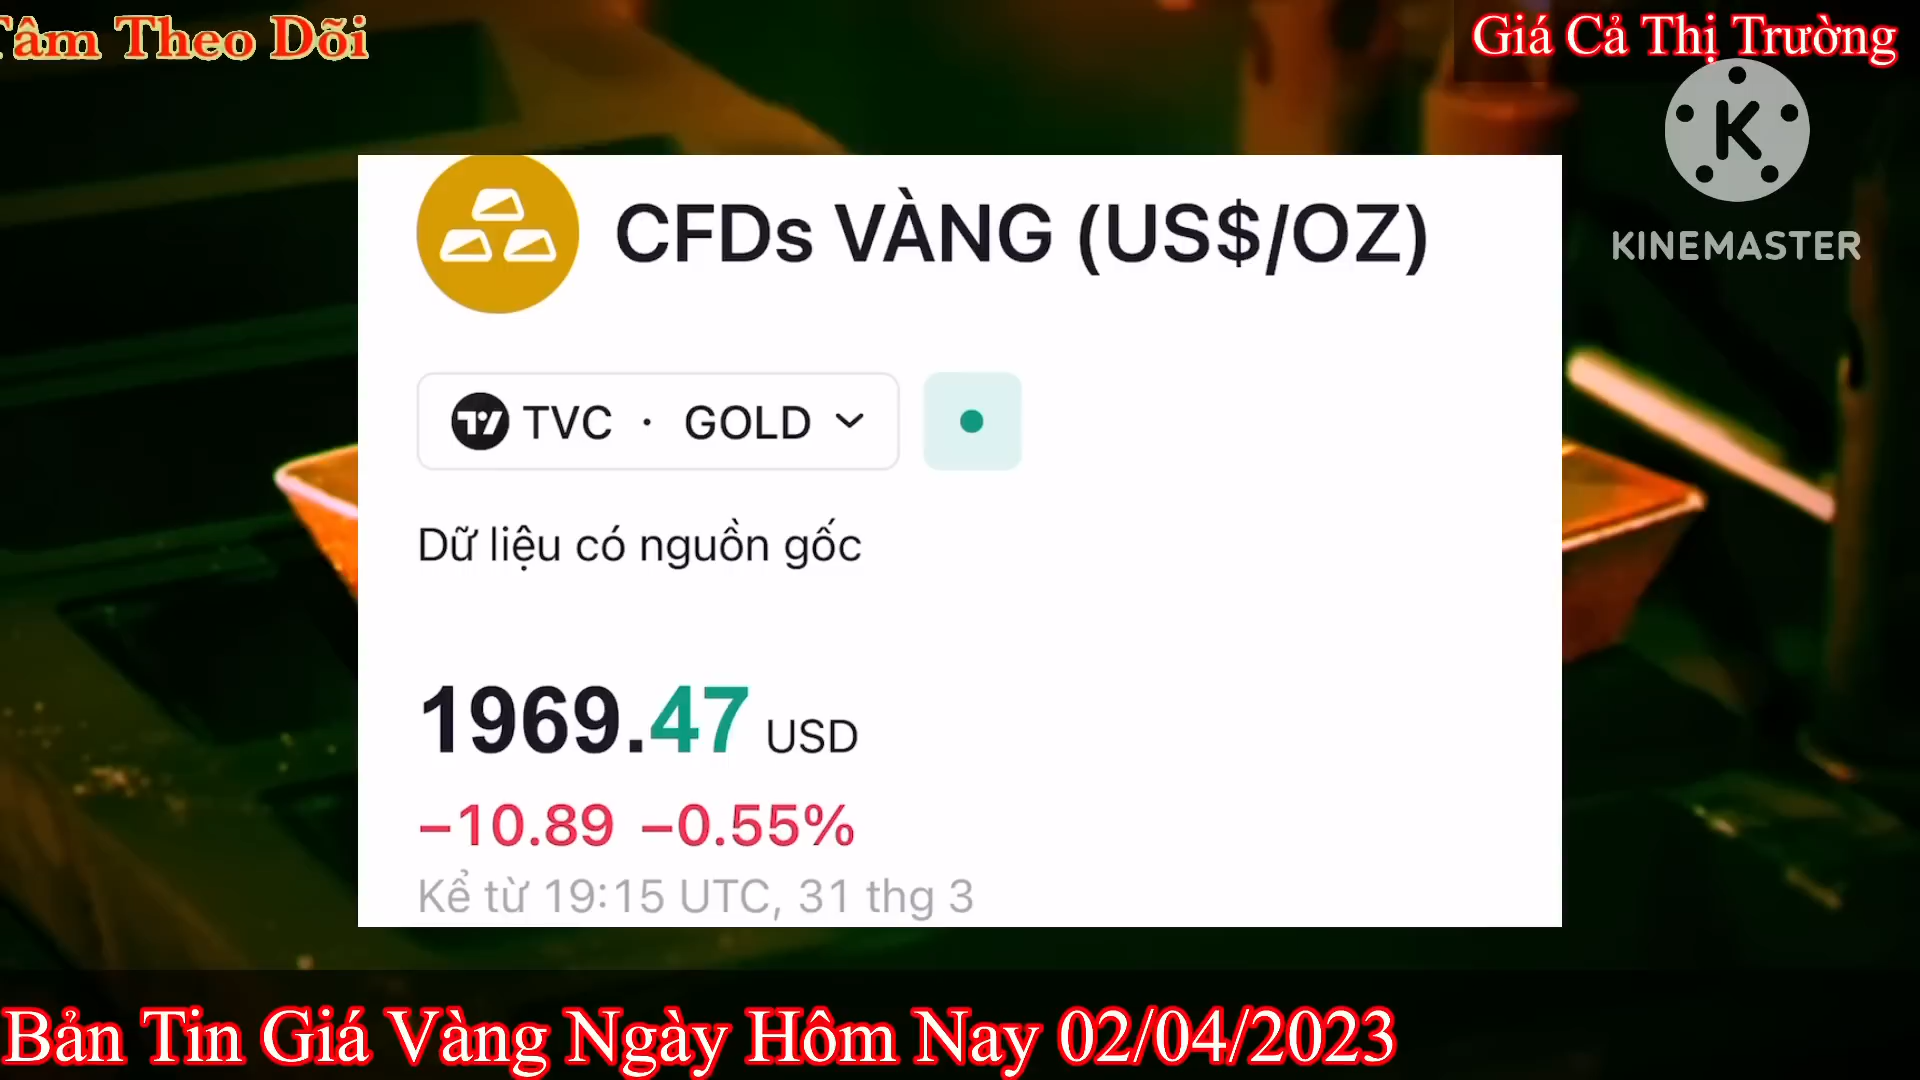 Tâm Theo Dõi
Giá Cả Thị Trường
KINEMASTER
CFDs VÀNG (US$/OZ)
TVC · GOLD
Dữ liệu có nguồn gốc
1969.47 USD
−10.89 −0.55%
Kể từ 19:15 UTC, 31 thg 3
Bản Tin Giá Vàng Ngày Hôm Nay 02/04/2023